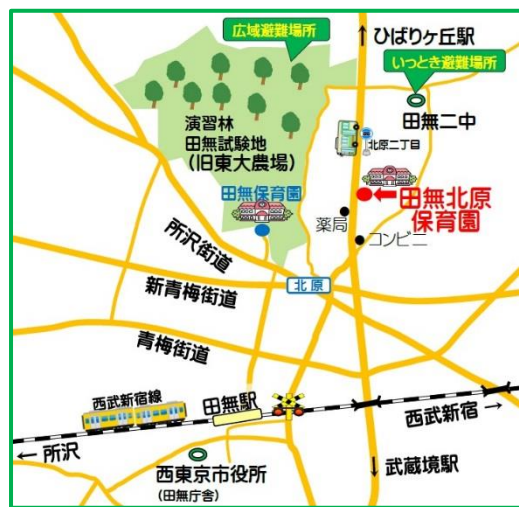 広域避難場所
↑ひばりヶ丘駅
いっとき避難場所
田無二中
演習林
田無試験地
(旧東大農場)
北原二丁目
田無保育園
←田無北原
保育園
薬局
コンビニ
所沢街道
北原
新青梅街道
青梅街道
西武新宿線
田無駅
西武新宿→
←所沢
西東京市役所
(田無庁舎)
↓武蔵境駅